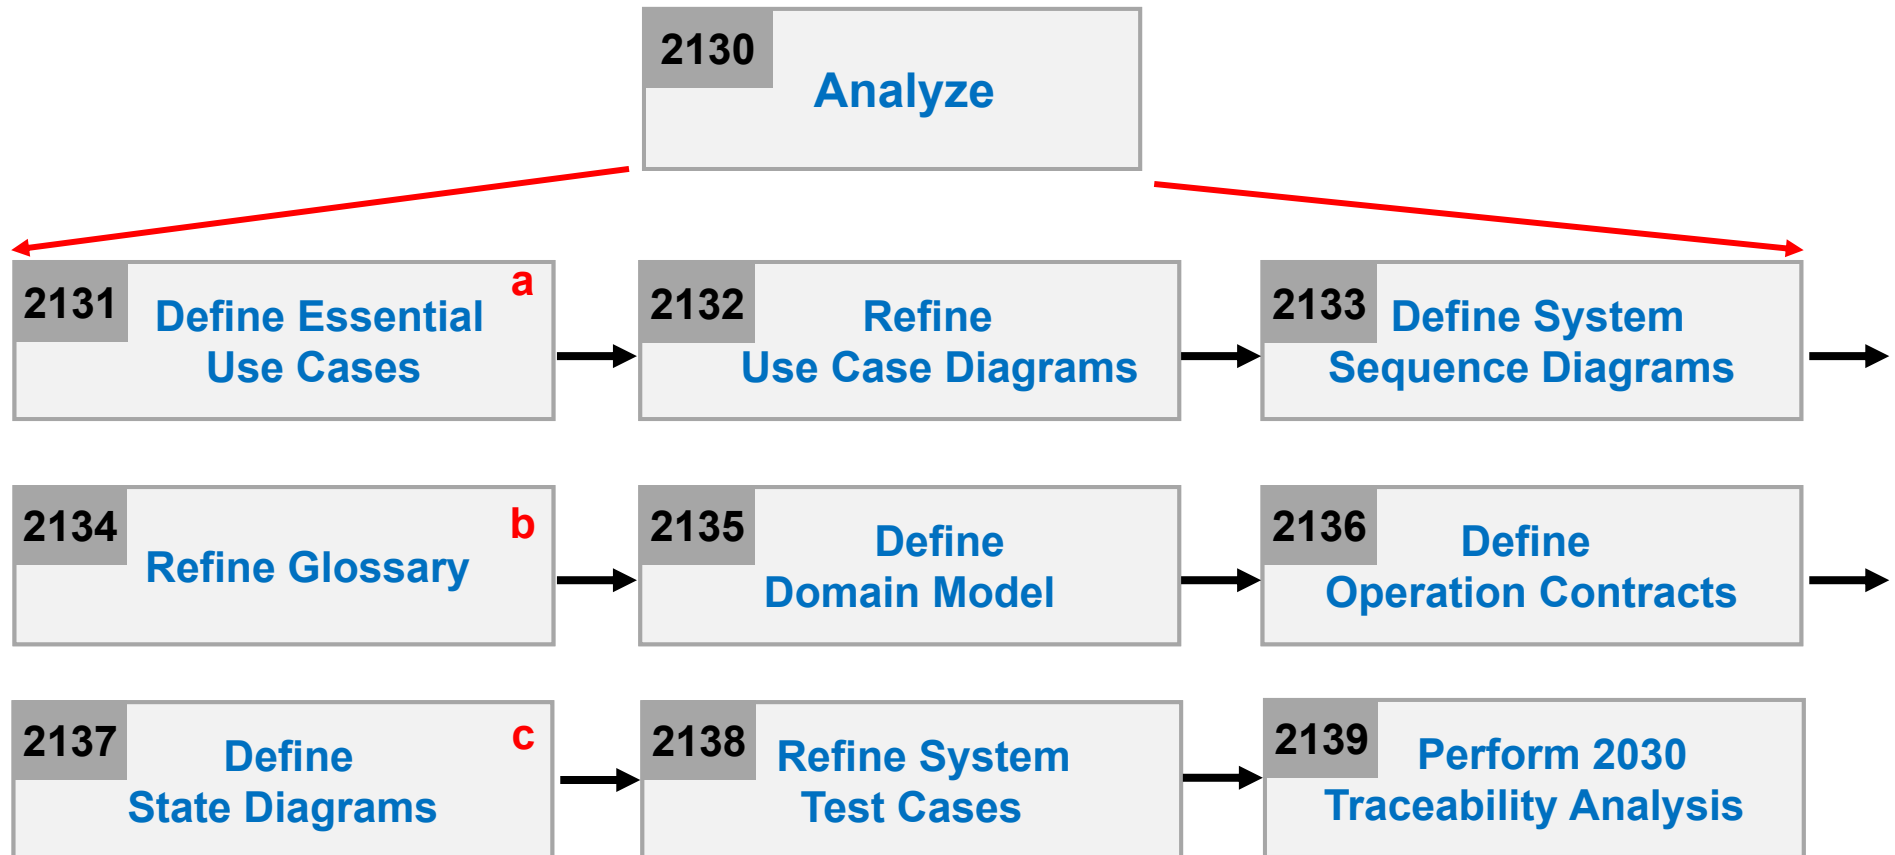 2130
Analyze
2131
a
Define Essential
Use Cases
2132
Refine
Use Case Diagrams
2133
Define System
Sequence Diagrams
2134
b
Refine Glossary
2135
Define
Domain Model
2136
Define
Operation Contracts
2137
c
Define
State Diagrams
2138
Refine System
Test Cases
2139
Perform 2030
Traceability Analysis